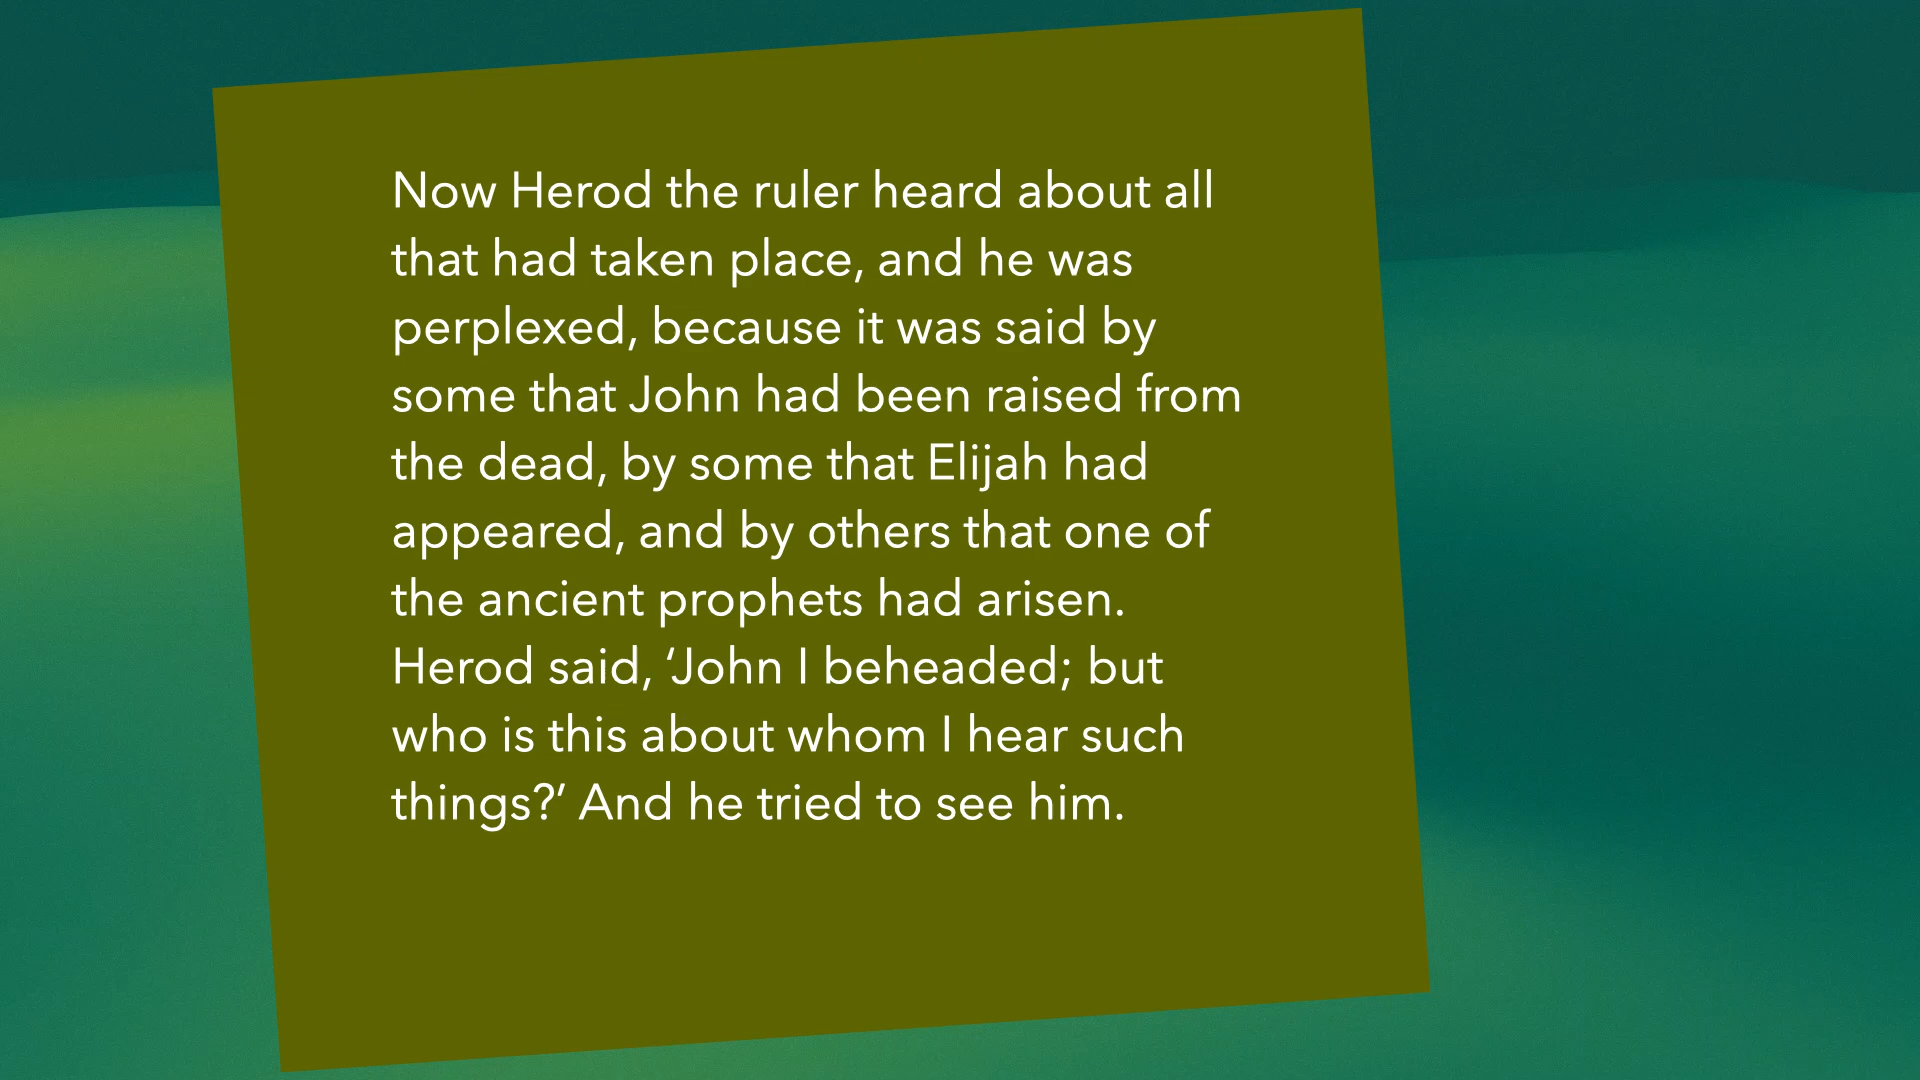 Now Herod the ruler heard about all
that had taken place, and he was
perplexed, because it was said by
some that John had been raised from
the dead, by some that Elijah had
appeared, and by others that one of
the ancient prophets had arisen.
Herod said, ‘John I beheaded; but
who is this about whom I hear such
things?’ And he tried to see him.